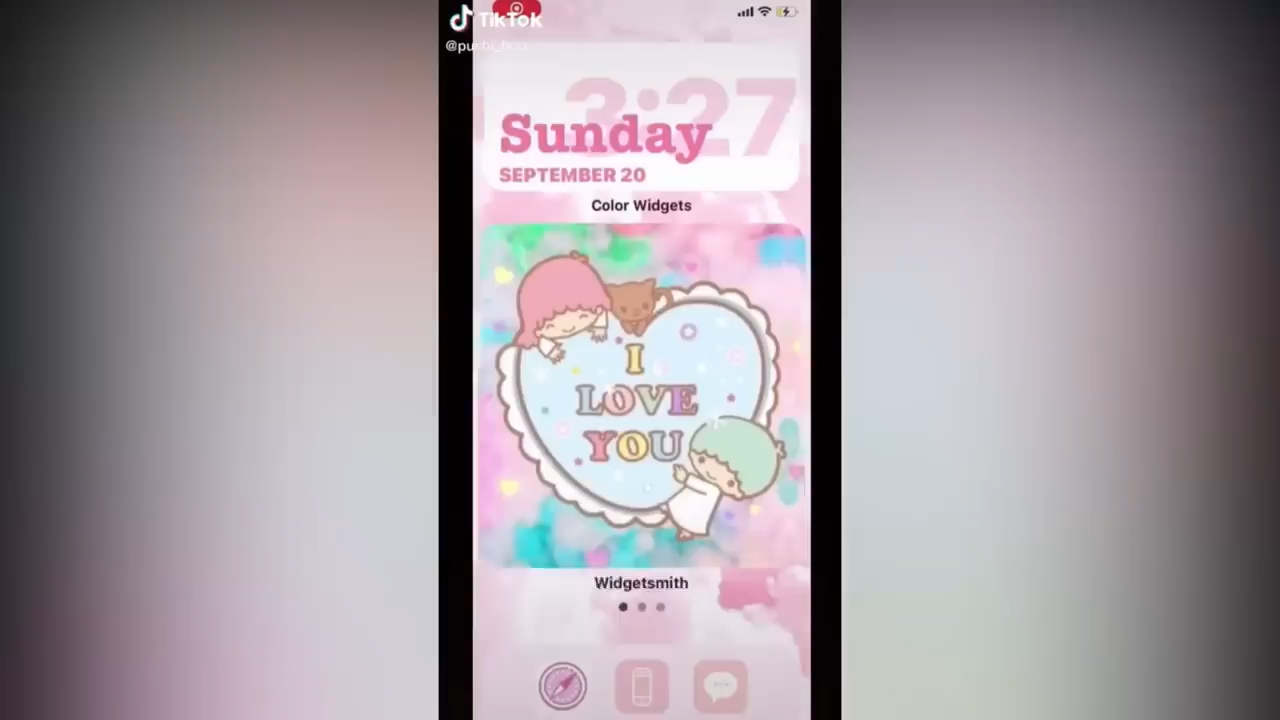 TikTok
3:27
Sunday
SEPTEMBER 20
Color Widgets
I
LOVE
YOU
Widgetsmith